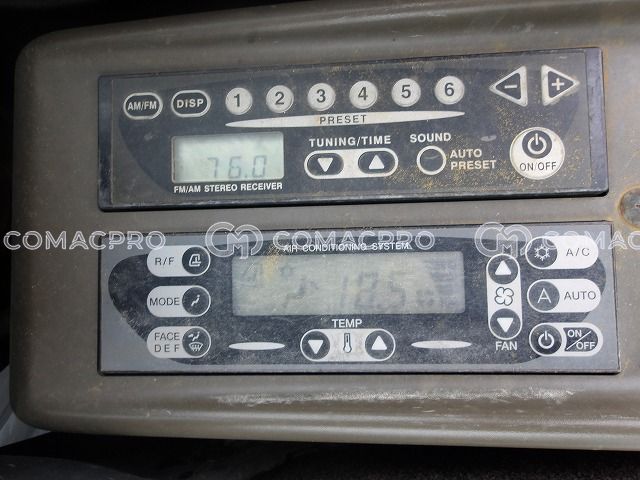 AM/FM DISP 1 2 3 4 5 6 − +
PRESET
76.0
TUNING/TIME SOUND
AUTO
PRESET
ON/OFF
FM/AM STEREO RECEIVER
COMACPRO COMACPRO COMACPRO
AIR CONDITIONING SYSTEM
R/F A/C
MODE 18.5 A AUTO
FACE
DEF
TEMP
FAN
ON
OFF